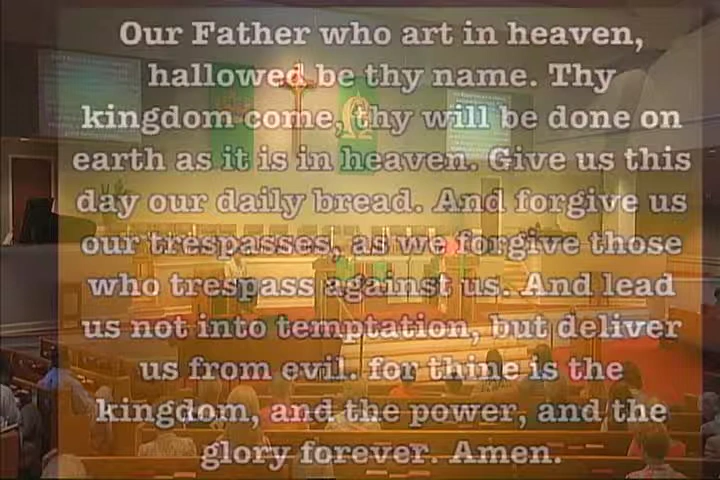 Our Father who art in heaven,
hallowed be thy name. Thy
kingdom come, thy will be done on
earth as it is in heaven. Give us this
day our daily bread. And forgive us
our trespasses, as we forgive those
who trespass against us. And lead
us not into temptation, but deliver
us from evil. for thine is the
kingdom, and the power, and the
glory forever. Amen.